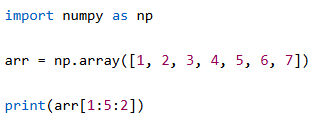 import numpy as np
arr = np.array([1, 2, 3, 4, 5, 6, 7])
print(arr[1:5:2])